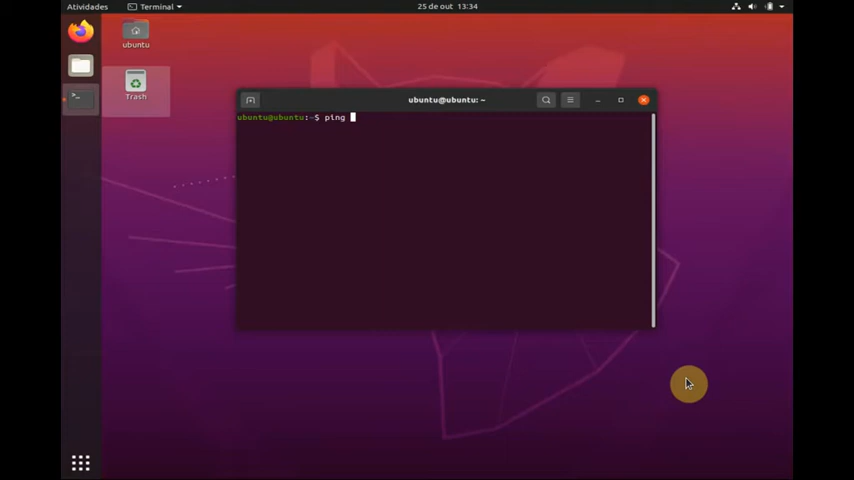 Atividades
Terminal
25 de out 13:34
ubuntu
Trash
ubuntu@ubuntu: ~
ubuntu@ubuntu:~$ ping